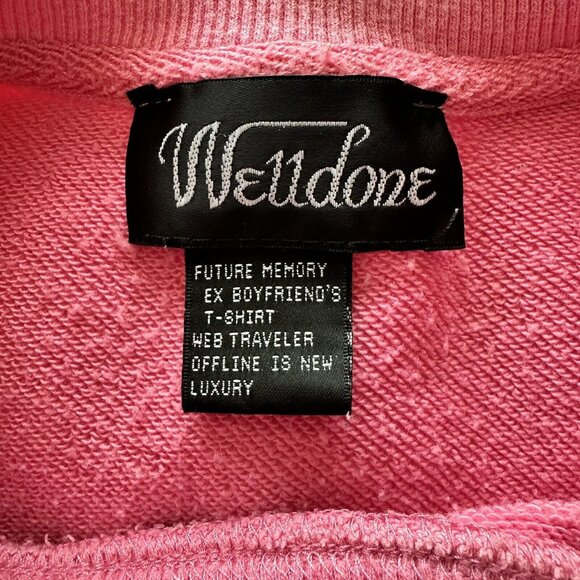 Welldone
FUTURE MEMORY
EX BOYFRIEND'S
T-SHIRT
WEB TRAVELER
OFFLINE IS NEW
LUXURY